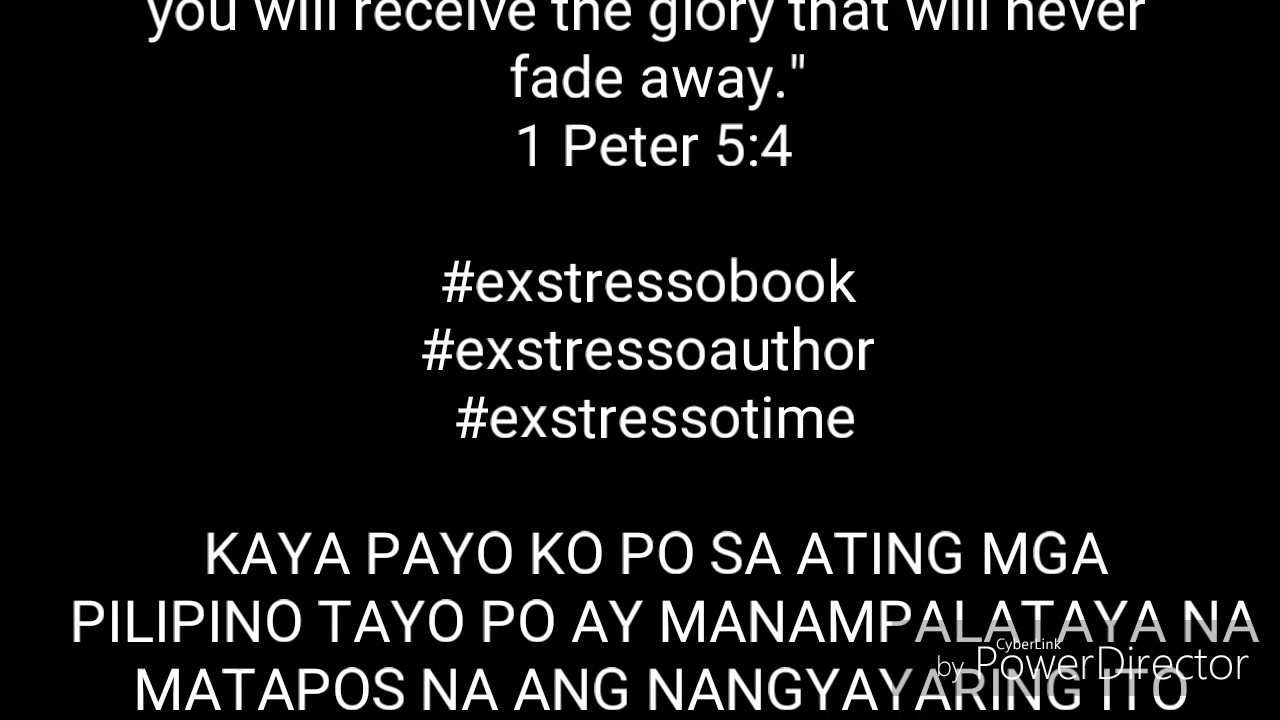 you will receive the glory that will never
fade away."
1 Peter 5:4
#exstressobook
#exstressoauthor
#exstressotime
KAYA PAYO KO PO SA ATING MGA
PILIPINO TAYO PO AY MANAMPALATAYA NA
MATAPOS NA ANG NANGYAYARING ITO
CyberLink
by PowerDirector